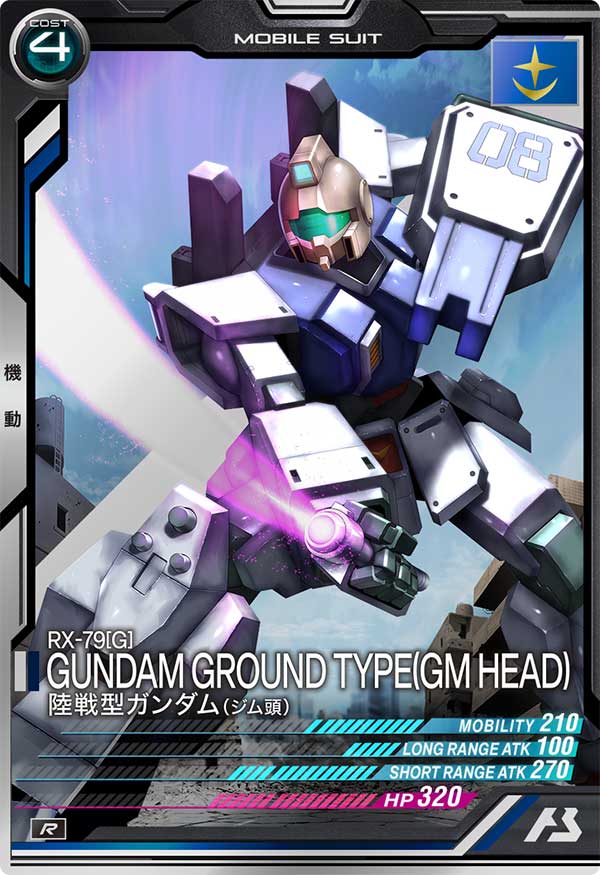 COST
4
MOBILE SUIT
08
機動
RX-79[G]
GUNDAM GROUND TYPE(GM HEAD)
陸戦型ガンダム(ジム頭)
MOBILITY 210
LONG RANGE ATK 100
SHORT RANGE ATK 270
HP 320
R